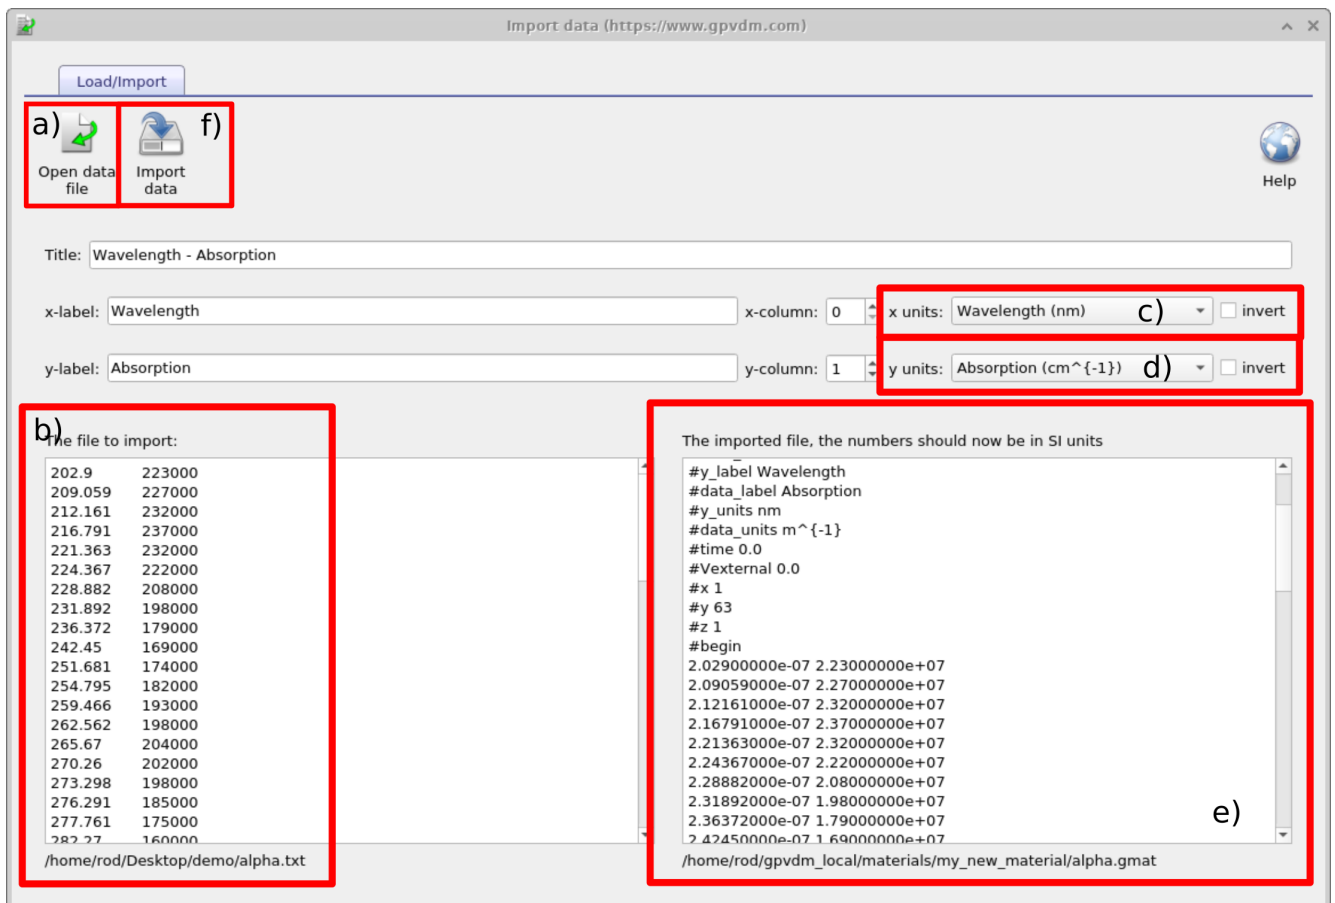 Import data (https://www.gpvdm.com)
Load/Import
a)
f)
Open data
file
Import
data
Help
Title: Wavelength - Absorption
x-label: Wavelength x-column: 0 x units: Wavelength (nm) c) invert
y-label: Absorption y-column: 1 y units: Absorption (cm^{-1}) d) invert
b)
The file to import:
202.9 223000
209.059 227000
212.161 232000
216.791 237000
221.363 232000
224.367 222000
228.882 208000
231.892 198000
236.372 179000
242.45 169000
251.681 174000
254.795 182000
259.466 193000
262.562 198000
265.67 204000
270.26 202000
273.298 198000
276.291 185000
277.761 175000
282.27 160000
/home/rod/Desktop/demo/alpha.txt
The imported file, the numbers should now be in SI units
#y_label Wavelength
#data_label Absorption
#y_units nm
#data_units m^{-1}
#time 0.0
#Vexternal 0.0
#x 1
#y 63
#z 1
#begin
2.02900000e-07 2.23000000e+07
2.09059000e-07 2.27000000e+07
2.12161000e-07 2.32000000e+07
2.16791000e-07 2.37000000e+07
2.21363000e-07 2.32000000e+07
2.24367000e-07 2.22000000e+07
2.28882000e-07 2.08000000e+07
2.31892000e-07 1.98000000e+07
2.36372000e-07 1.79000000e+07
2.42450000e-07 1.69000000e+07
e)
/home/rod/gpvdm_local/materials/my_new_material/alpha.gmat